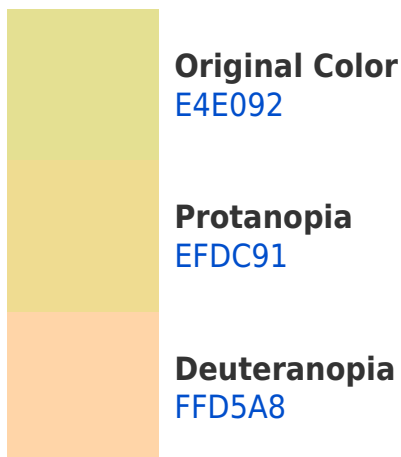 Original Color
E4E092
Protanopia
EFDC91
Deuteranopia
FFD5A8